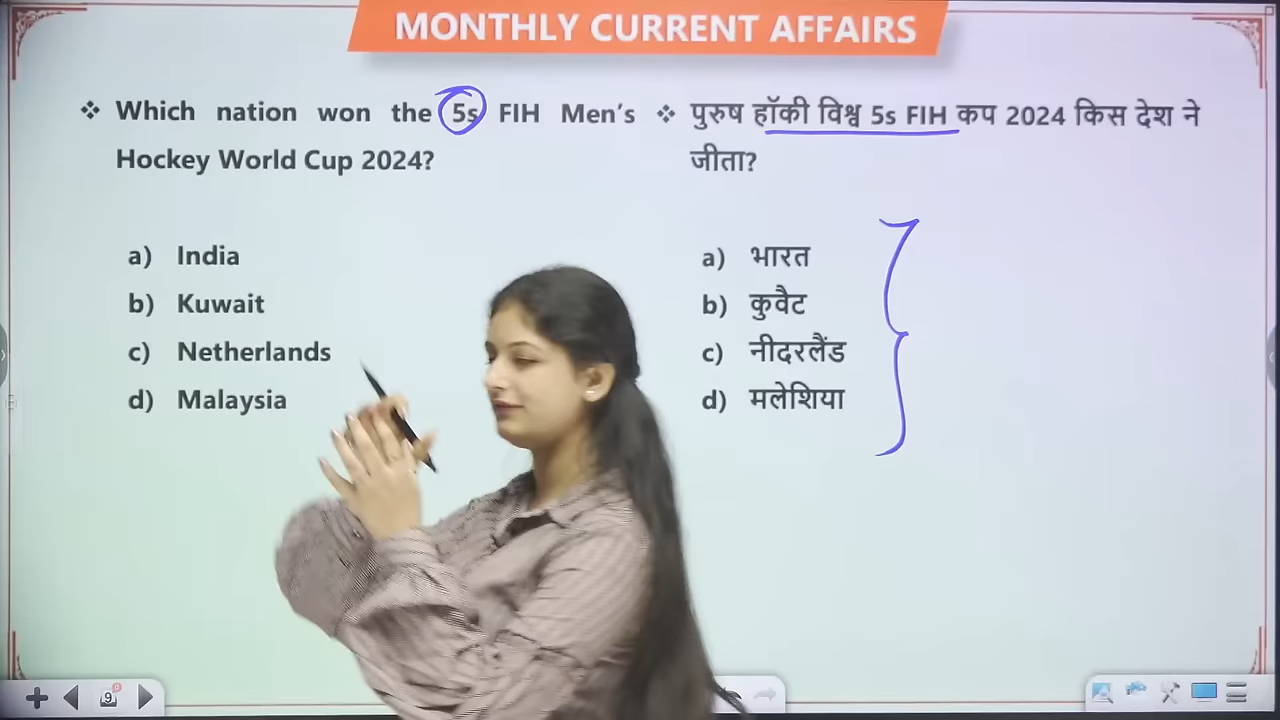 MONTHLY CURRENT AFFAIRS
❖ Which nation won the 5s FIH Men's
Hockey World Cup 2024?
a) India
b) Kuwait
c) Netherlands
d) Malaysia
❖ पुरुष हॉकी विश्व 5s FIH कप 2024 किस देश ने
जीता?
a) भारत
b) कुवैट
c) नीदरलैंड
d) मलेशिया
9